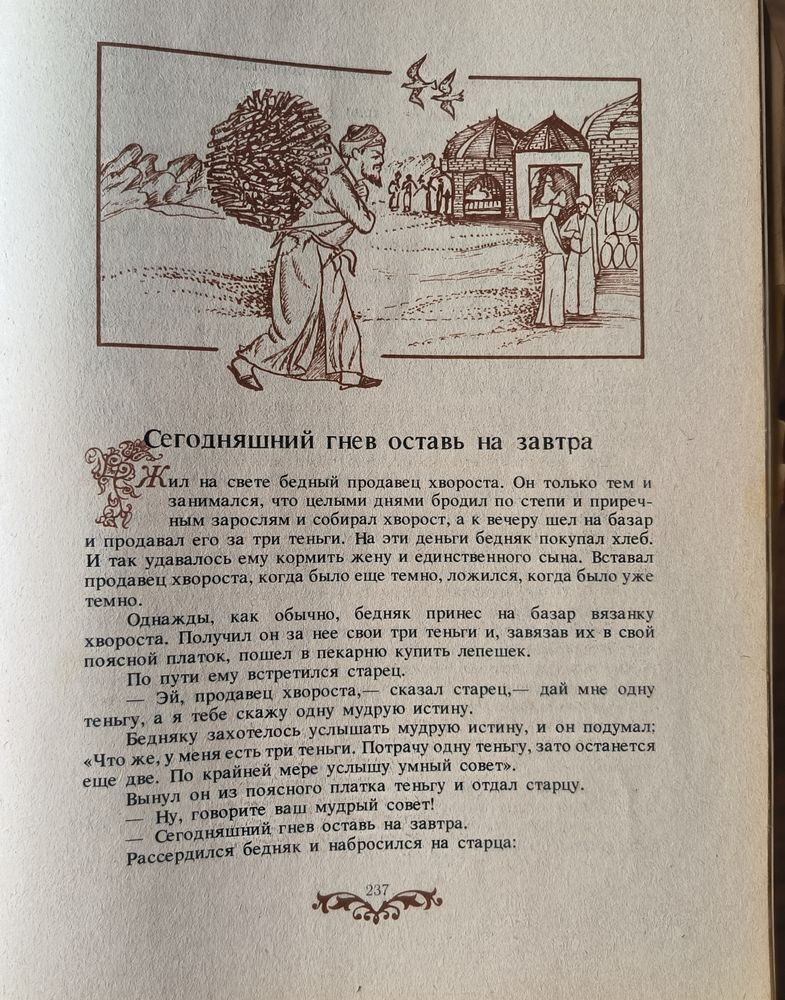 Сегодняшний гнев оставь на завтра
Жил на свете бедный продавец хвороста. Он только тем и
занимался, что целыми днями бродил по степи и приреч-
ным зарослям и собирал хворост, а к вечеру шел на базар
и продавал его за три теньги. На эти деньги бедняк покупал хлеб.
И так удавалось ему кормить жену и единственного сына. Вставал
продавец хвороста, когда было еще темно, ложился, когда было уже
темно.
Однажды, как обычно, бедняк принес на базар вязанку
хвороста. Получил он за нее свои три теньги и, завязав их в свой
поясной платок, пошел в пекарню купить лепешек.
По пути ему встретился старец.
— Эй, продавец хвороста,— сказал старец,— дай мне одну
теньгу, а я тебе скажу одну мудрую истину.
Бедняку захотелось услышать мудрую истину, и он подумал:
«Что же, у меня есть три теньги. Потрачу одну теньгу, зато останется
еще две. По крайней мере услышу умный совет».
Вынул он из поясного платка теньгу и отдал старцу.
— Ну, говорите ваш мудрый совет!
— Сегодняшний гнев оставь на завтра.
Рассердился бедняк и набросился на старца:
237